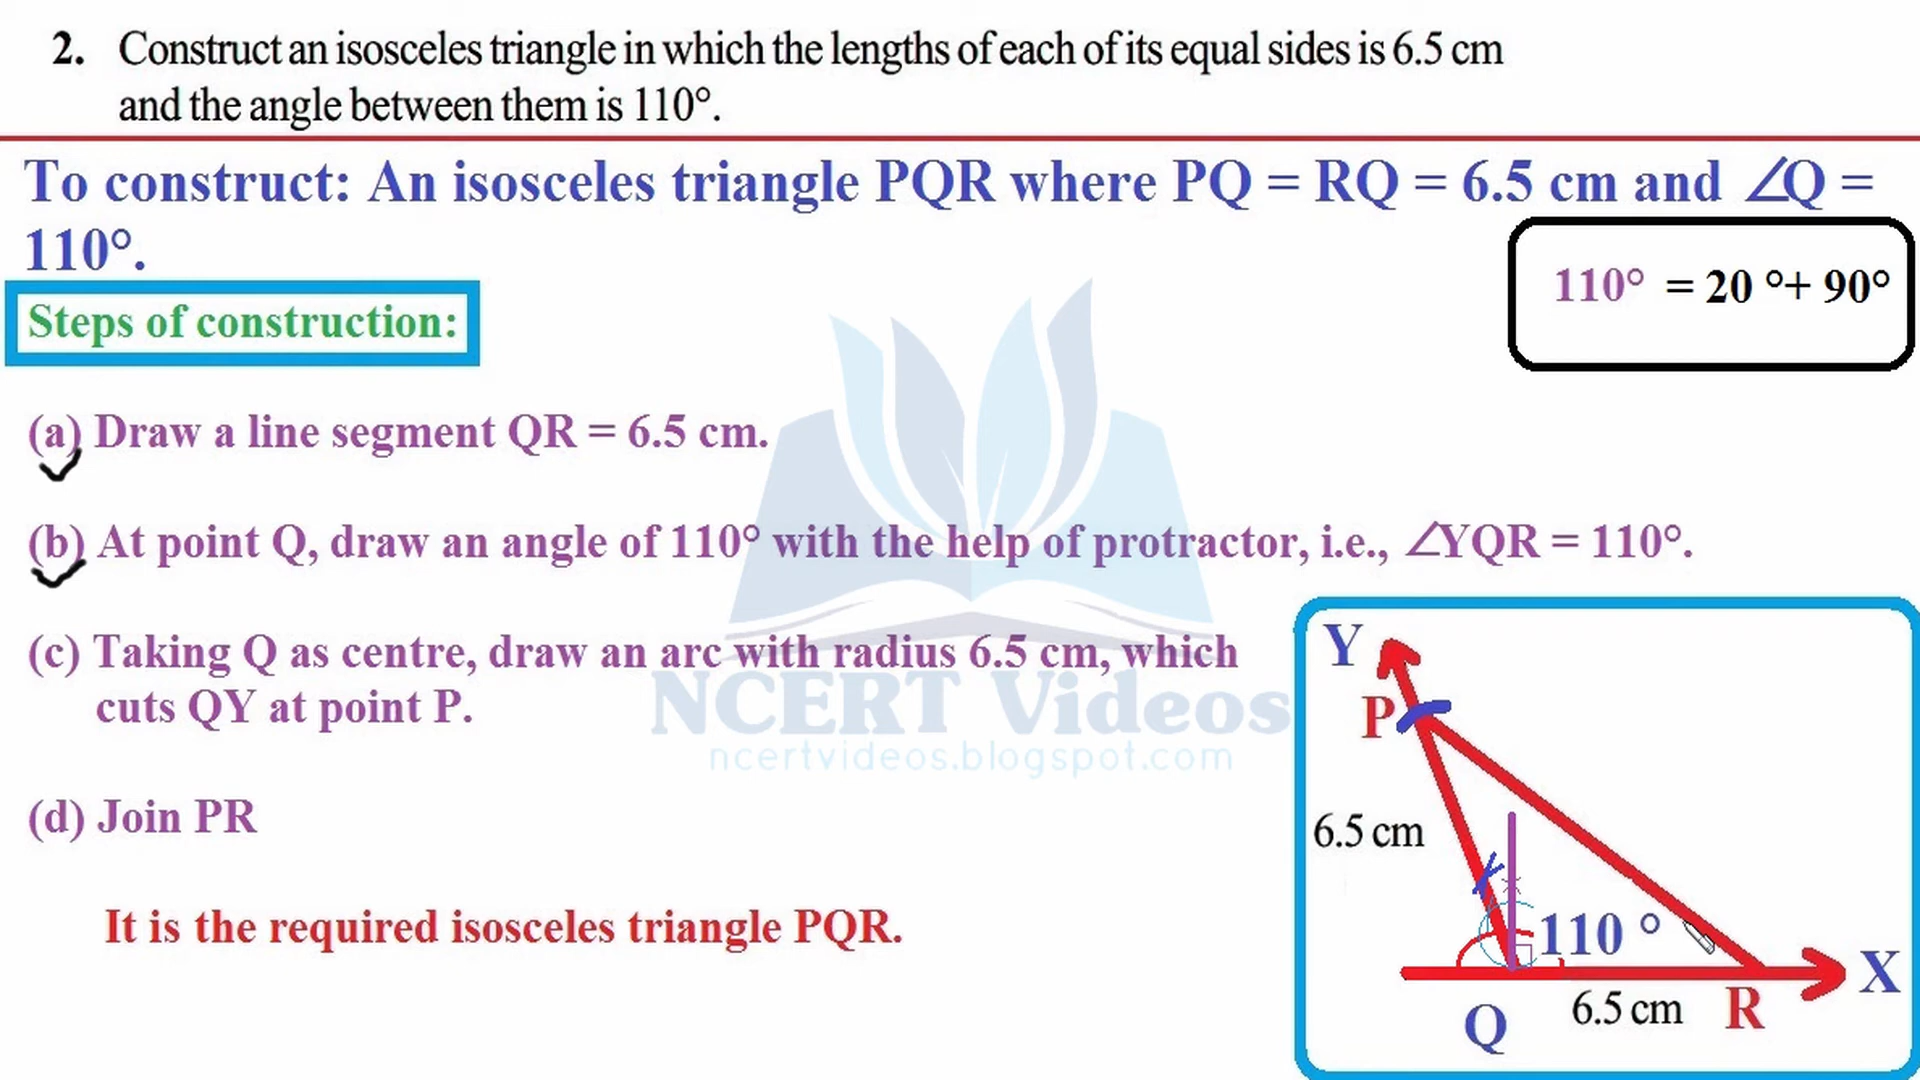 2. Construct an isosceles triangle in which the lengths of each of its equal sides is 6.5 cm
and the angle between them is 110°.
To construct: An isosceles triangle PQR where PQ = RQ = 6.5 cm and ∠Q =
110°.
110° = 20 °+ 90°
Steps of construction:
(a) Draw a line segment QR = 6.5 cm.
(b) At point Q, draw an angle of 110° with the help of protractor, i.e., ∠YQR = 110°.
(c) Taking Q as centre, draw an arc with radius 6.5 cm, which
cuts QY at point P.
NCERT Videos
ncertvideos.blogspot.com
(d) Join PR
It is the required isosceles triangle PQR.
Y
P
6.5 cm
110 °
X
6.5 cm
R
Q